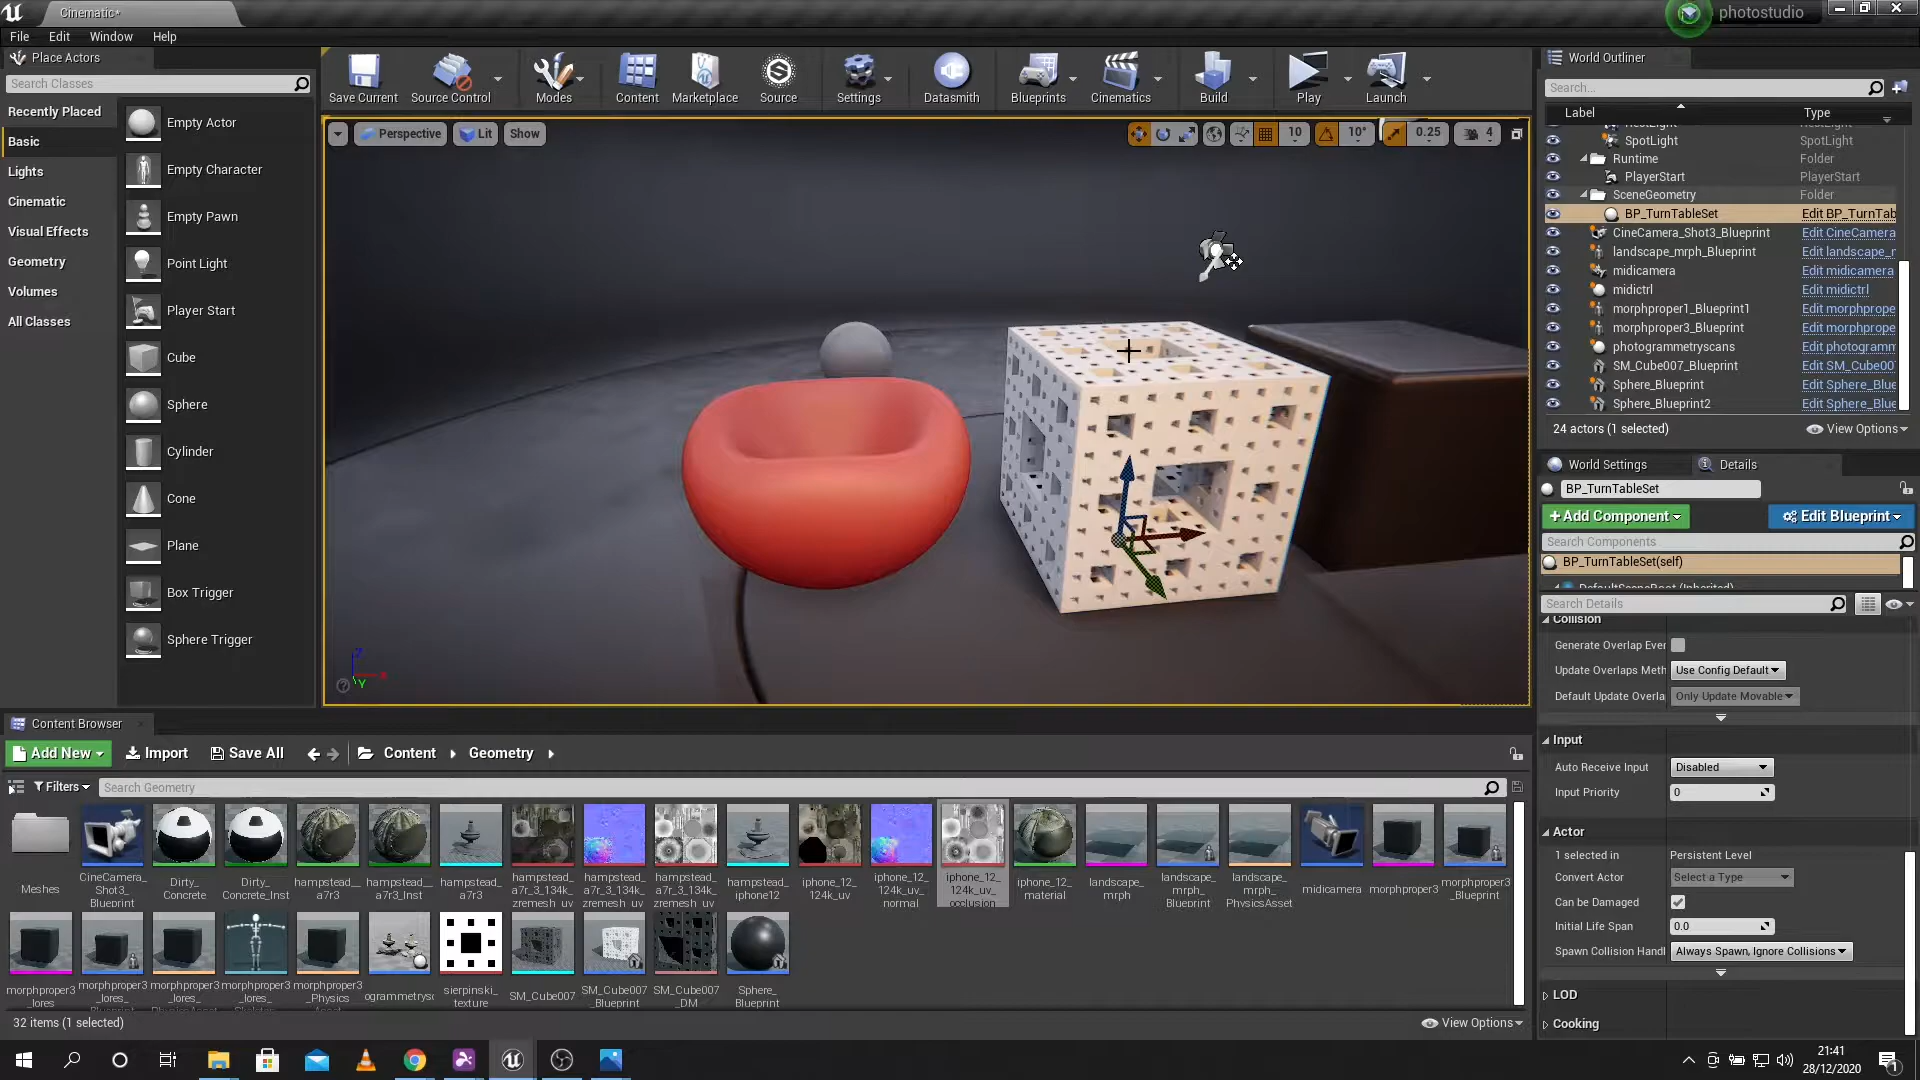 Cinematic*
photostudio
File Edit Window Help
Place Actors
Search Classes
Recently Placed
Basic
Lights
Cinematic
Visual Effects
Geometry
Volumes
All Classes
Empty Actor
Empty Character
Empty Pawn
Point Light
Player Start
Cube
Sphere
Cylinder
Cone
Plane
Box Trigger
Sphere Trigger
Save Current Source Control Modes Content Marketplace Source Settings Datasmith Blueprints Cinematics Build Play Launch
Perspective Lit Show
10 10° 0.25 4
Z
X
Y
World Outliner
Search...
Label Type
SpotLight SpotLight
Runtime Folder
PlayerStart PlayerStart
SceneGeometry Folder
BP_TurnTableSet Edit BP_TurnTab
CineCamera_Shot3_Blueprint Edit CineCamera
landscape_mrph_Blueprint Edit landscape_r
midicamera Edit midicamera
midictrl Edit midictrl
morphproper1_Blueprint1 Edit morphprope
morphproper3_Blueprint Edit morphprope
photogrammetryscans Edit photogramn
SM_Cube007_Blueprint Edit SM_Cube00
Sphere_Blueprint Edit Sphere_Blue
Sphere_Blueprint2 Edit Sphere_Blue
24 actors (1 selected) View Options
World Settings Details
BP_TurnTableSet
+Add Component Edit Blueprint
Search Components
BP_TurnTableSet(self)
DefaultSceneRoot (Inherited)
Search Details
Collision
Generate Overlap Ever
Update Overlaps Meth Use Config Default
Default Update Overla Only Update Movable
Input
Auto Receive Input Disabled
Input Priority 0
Actor
1 selected in Persistent Level
Convert Actor Select a Type
Can be Damaged
Initial Life Span 0.0
Spawn Collision Handl Always Spawn, Ignore Collisions
LOD
Cooking
Content Browser
Add New Import Save All Content Geometry
Filters Search Geometry
Meshes
CineCamera_
Shot3_
Blueprint
Dirty_
Concrete
Dirty_
Concrete_Inst
hampstead__
a7r3
hampstead__
a7r3_Inst
hampstead_
a7r3
hampstead_
a7r3_3_134k_
zremesh_uv
hampstead_
a7r3_3_134k_
zremesh_uv
hampstead_
a7r3_3_134k_
zremesh_uv
hampstead_
iphone12
iphone_12_
124k_uv
iphone_12_
124k_uv_
normal
iphone_12_
124k_uv_
occlusion
iphone_12_
material
landscape_
mrph
landscape_
mrph_
Blueprint
landscape_
mrph_
PhysicsAsset
midicamera
morphproper3
morphproper3
_Blueprint
morphproper3
_lores
morphproper3
_lores_
Blueprint
morphproper3
_lores_
PhysicsAsset
morphproper3
_lores_
Skeleton
morphproper3
_Physics
Asset
ogrammetrysc
sierpinski_
texture
SM_Cube007
SM_Cube007
_Blueprint
SM_Cube007
_DM
Sphere_
Blueprint
32 items (1 selected) View Options
21:41
28/12/2020
1